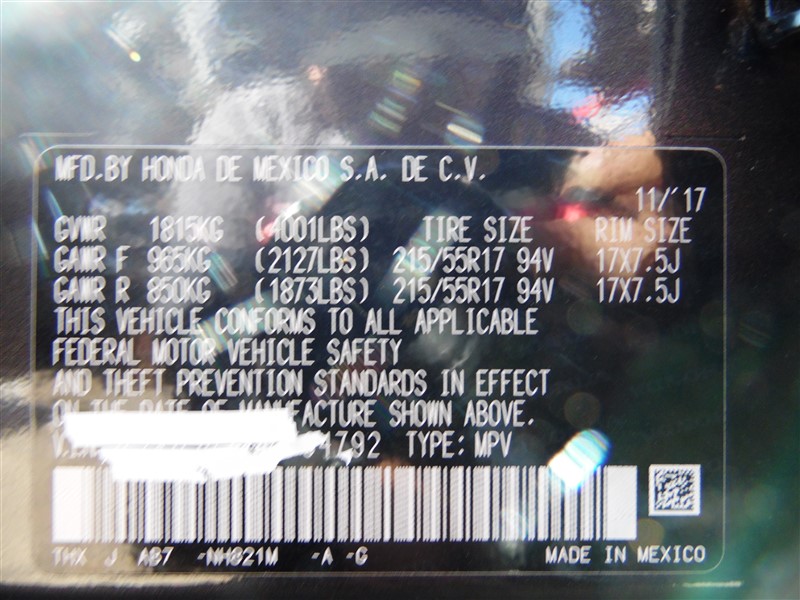 MFD.BY HONDA DE MEXICO S.A. DE C.V.
11/'17
GVWR 1815KG (4001LBS) TIRE SIZE RIM SIZE
GAWR F 965KG (2127LBS) 215/55R17 94V 17X7.5J
GAWR R 850KG (1873LBS) 215/55R17 94V 17X7.5J
THIS VEHICLE CONFORMS TO ALL APPLICABLE
FEDERAL MOTOR VEHICLE SAFETY
AND THEFT PREVENTION STANDARDS IN EFFECT
ON THE DATE OF MANUFACTURE SHOWN ABOVE.
4792 TYPE: MPV
THX J AB7 -NH821M -A -G MADE IN MEXICO